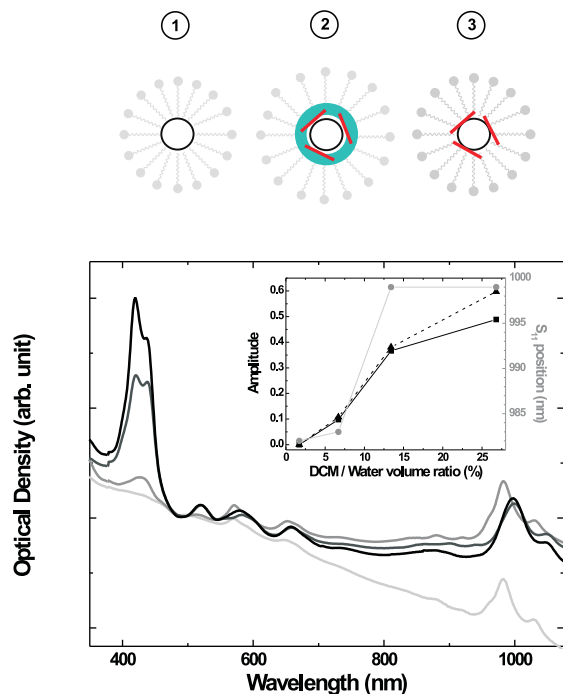 1 2 3
1000
0.6
0.5
995
0.4
0.3
990
0.2
0.1
985
0.0
0 5 10 15 20 25
Amplitude
S11 position (nm)
DCM / Water volume ratio (%)
Optical Density (arb. unit)
400 600 800 1000
Wavelength (nm)